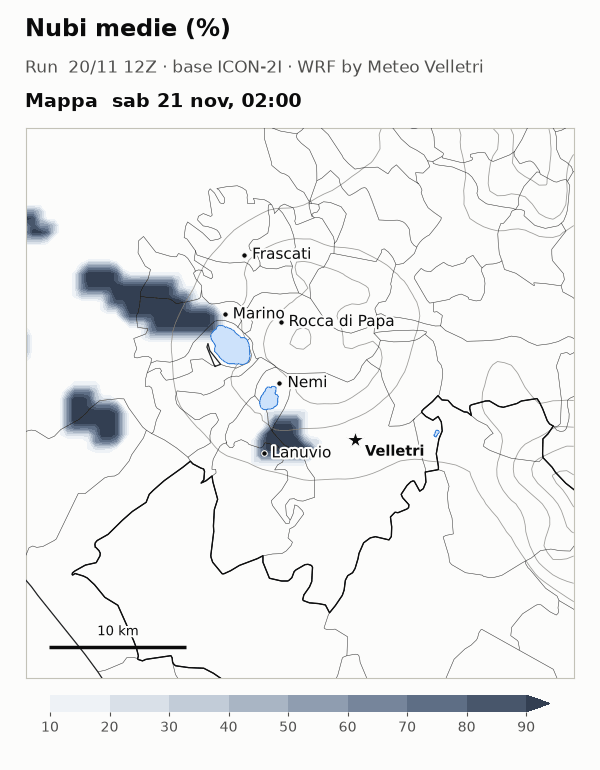 Nubi medie (%)
Run  20/11 12Z · base ICON-2I · WRF by Meteo Velletri
Mappa  sab 21 nov, 02:00
Frascati
Marino
Rocca di Papa
Nemi
Velletri
Lanuvio
10 km
10 20 30 40 50 60 70 80 90